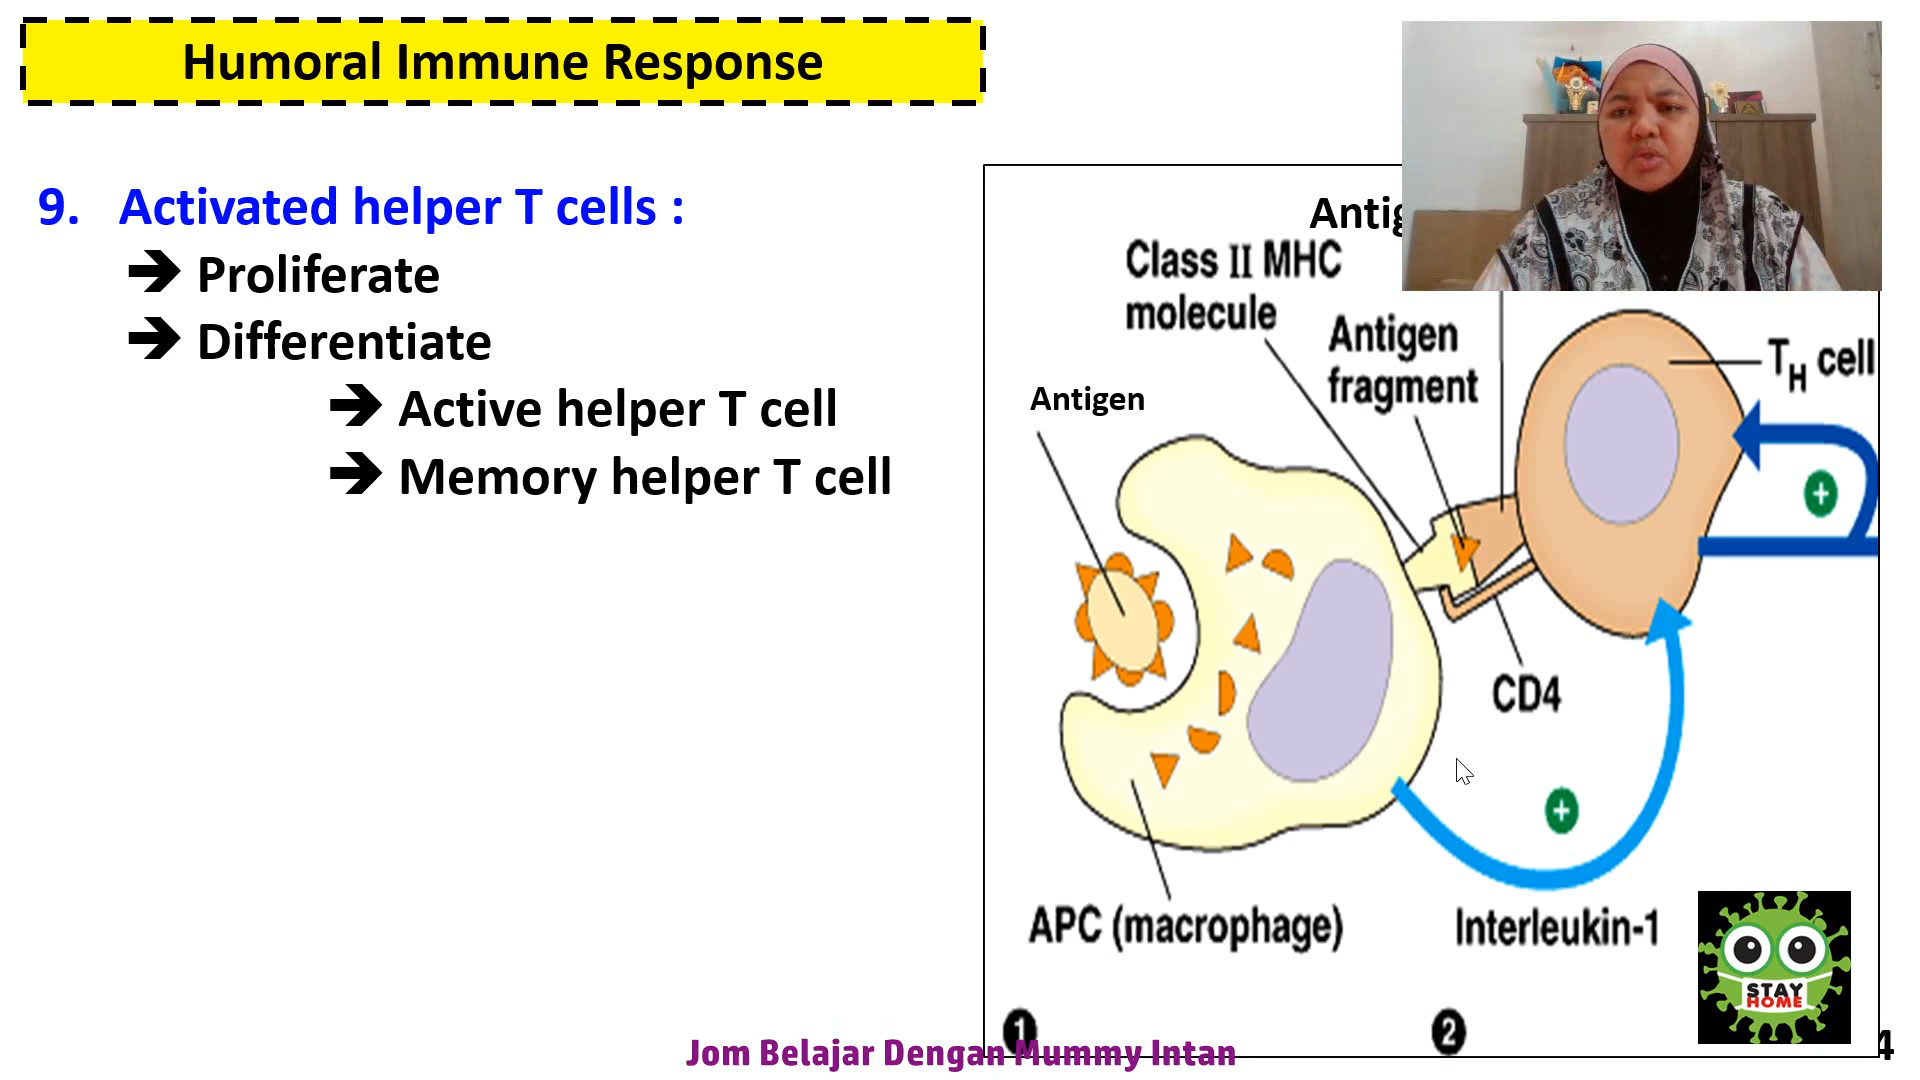 Humoral Immune Response
9. Activated helper T cells :
➔ Proliferate
➔ Differentiate
➔ Active helper T cell
➔ Memory helper T cell
Class II MHC
molecule
Antigen
fragment
T_H cell
Antigen
CD4
APC (macrophage)
Interleukin-1
STAY
HOME
1
2
Jom Belajar Dengan Mummy Intan
4